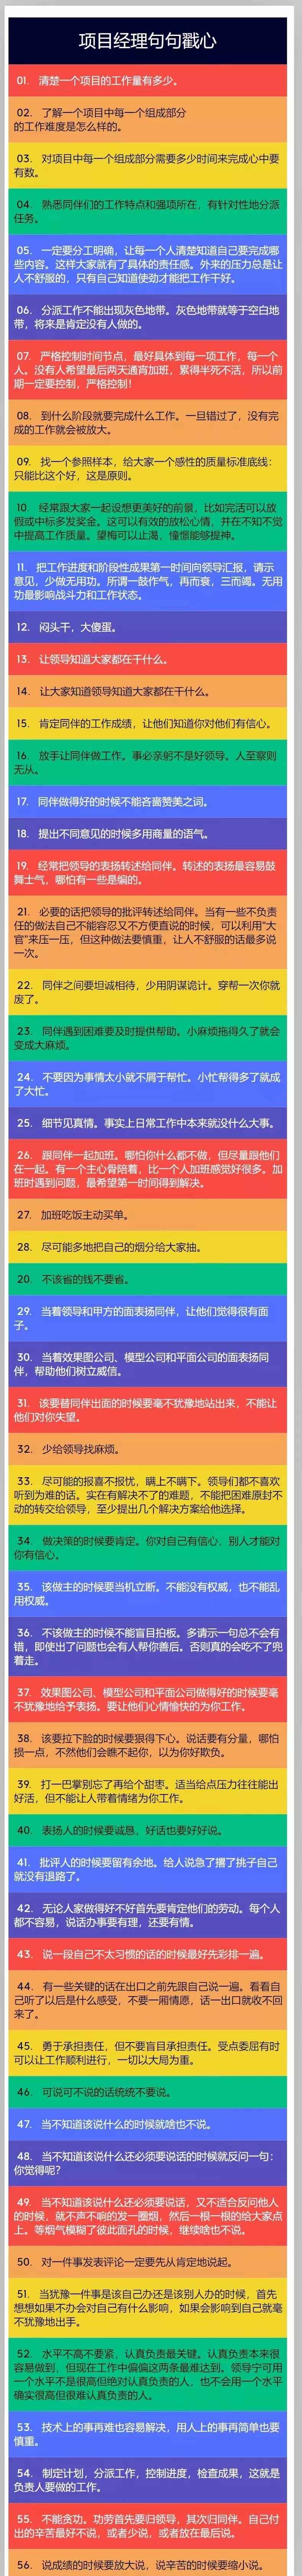 项目经理句句戳心
01. 清楚一个项目的工作量有多少。
02. 了解一个项目中每一个组成部分
的工作难度是怎么样的。
03. 对项目中每一个组成部分需要多少时间来完成心中要
有数。
04. 熟悉同伴们的工作特点和强项所在，有针对性地分派
任务。
05. 一定要分工明确，让每一个人清楚知道自己要完成哪
些内容。这样大家就有了具体的责任感。外来的压力总是让
人不舒服的，只有自己知道使劲才能把工作干好。
06. 分派工作不能出现灰色地带。灰色地带就等于空白地
带，将来是肯定没有人做的。
07. 严格控制时间节点，最好具体到每一项工作，每一个
人。没有人希望最后两天通宵加班，累得半死不活，所以前
期一定要控制，严格控制！
08. 到什么阶段就要完成什么工作。一旦错过了，没有完
成的工作就会被放大。
09. 找一个参照样本，给大家一个感性的质量标准底线：
只能比这个好，这是原则。
10. 经常跟大家一起设想更美好的前景，比如完活可以放
假或中标多发奖金。这可以有效的放松心情，并在不知不觉
中提高工作质量。望梅可以止渴，憧憬能够提神。
11. 把工作进度和阶段性成果第一时间向领导汇报，请示
意见，少做无用功。所谓一鼓作气，再而衰，三而竭。无用
功最影响战斗力和工作状态。
12. 闷头干，大傻蛋。
13. 让领导知道大家都在干什么。
14. 让大家知道领导知道大家都在干什么。
15. 肯定同伴的工作成绩，让他们知道你对他们有信心。
16. 放手让同伴做工作。事必亲躬不是好领导。人至察则
无从。
17. 同伴做得好的时候不能吝啬赞美之词。
18. 提出不同意见的时候多用商量的语气。
19. 经常把领导的表扬转述给同伴。转述的表扬最容易鼓
舞士气，哪怕有一些是编的。
21. 必要的话把领导的批评转述给同伴。当有一些不负责
任的做法自己不能容忍又不方便直说的时候，可以利用“大
官”来压一压，但这种做法要慎重，让人不舒服的话最多说
一次。
22. 同伴之间要坦诚相待，少用阴谋诡计。穿帮一次你就
废了。
23. 同伴遇到困难要及时提供帮助。小麻烦拖得久了就会
变成大麻烦。
24. 不要因为事情太小就不屑于帮忙。小忙帮得多了就成
了大忙。
25. 细节见真情。事实上日常工作中本来就没什么大事。
26. 跟同伴一起加班。哪怕你什么都不做，但尽量跟他们
在一起。有一个主心骨陪着，比一个人加班感觉好很多。加
班时遇到问题，最希望第一时间得到解决。
27. 加班吃饭主动买单。
28. 尽可能多地把自己的烟分给大家抽。
20. 不该省的钱不要省。
29. 当着领导和甲方的面表扬同伴，让他们觉得很有面
子。
30. 当着效果图公司、模型公司和平面公司的面表扬同
伴，帮助他们树立威信。
31. 该要替同伴出面的时候要毫不犹豫地站出来，不能让
他们对你失望。
32. 少给领导找麻烦。
33. 尽可能的报喜不报忧，瞒上不瞒下。领导们都不喜欢
听到为难的话。实在有解决不了的难题，不能把困难原封不
动的转交给领导，至少提出几个解决方案给他选择。
34. 做决策的时候要肯定。你对自己有信心，别人才能对
你有信心。
35. 该做主的时候要当机立断。不能没有权威，也不能乱
用权威。
36. 不该做主的时候不能盲目拍板。多请示一句总不会有
错，即使出了问题也会有人帮你善后。否则真的会吃不了兜
着走。
37. 效果图公司、模型公司和平面公司做得好的时候要毫
不犹豫地给予表扬。要让他们心情愉快的为你工作。
38. 该要拉下脸的时候要狠得下心。说话要有分量，哪怕
损一点，不然他们会瞧不起你，以为你好欺负。
39. 打一巴掌别忘了再给个甜枣。适当给点压力往往能出
好活，但不能让人带着情绪为你工作。
40. 表扬人的时候要诚恳，好话也要好好说。
41. 批评人的时候要留有余地。给人说急了撂了挑子自己
就没有退路了。
42. 无论人家做得好不好首先要肯定他们的劳动。每个人
都不容易，说话办事要有理，还要有情。
43. 说一段自己不太习惯的话的时候最好先彩排一遍。
44. 有一些关键的话在出口之前先跟自己说一遍。看看自
己听了以后是什么感受，不要一厢情愿，话一出口就收不回
来了。
45. 勇于承担责任，但不要盲目承担责任。受点委屈有时
可以让工作顺利进行，一切以大局为重。
46. 可说可不说的话统统不要说。
47. 当不知道该说什么的时候就啥也不说。
48. 当不知道该说什么还必须要说话的时候就反问一句：
你觉得呢？
49. 当不知道该说什么还必须要说话，又不适合反问他人
的时候，就不声不响的发一圈烟，然后一根一根的给大家点
上。等烟气模糊了彼此面孔的时候，继续啥也不说。
50. 对一件事发表评论一定要先从肯定地说起。
51. 当犹豫一件事是该自己办还是该别人办的时候，首先
想想如果不办会对自己有什么影响，如果会影响到自己就毫
不犹豫地出手。
52. 水平不高不要紧，认真负责最关键。认真负责本来很
容易做到，但现在工作中偏偏这两条最难达到。领导宁可用
一个水平不是很高但绝对认真负责的人，也不会用一个水平
确实很高但很难认真负责的人。
53. 技术上的事再难也容易解决，用人上的事再简单也要
慎重。
54. 制定计划，分派工作，控制进度，检查成果，这就是
负责人要做的工作。
55. 不能贪功。功劳首先要归领导，其次归同伴。自己付
出的辛苦最好不说，或者少说，或者放在最后说。
56. 说成绩的时候要放大说，说辛苦的时候要缩小说。